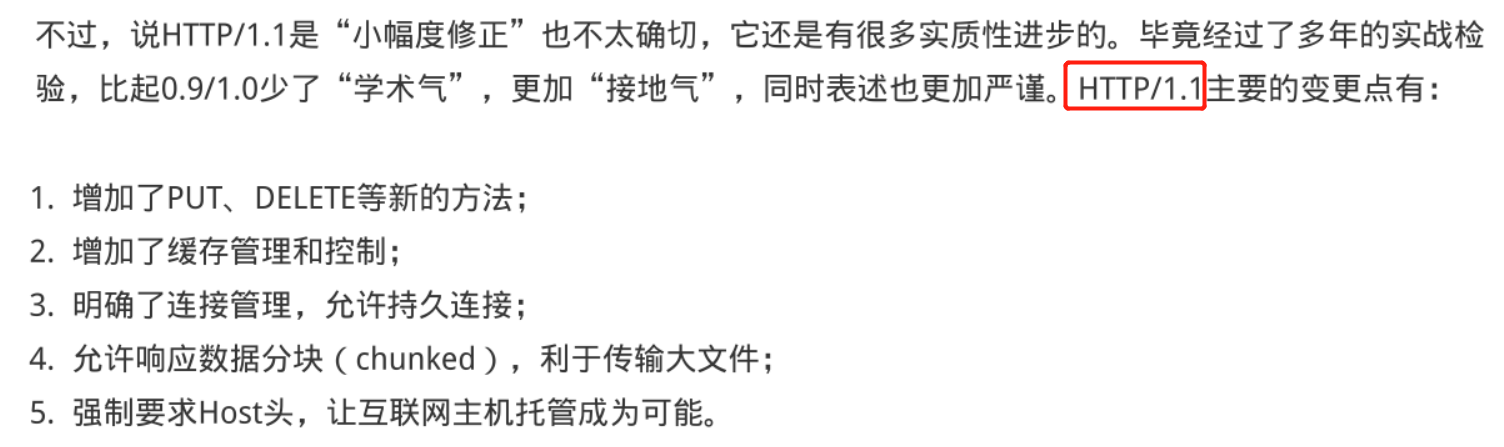 不过，说HTTP/1.1是“小幅度修正”也不太确切，它还是有很多实质性进步的。毕竟经过了多年的实战检
验，比起0.9/1.0少了“学术气”，更加“接地气”，同时表述也更加严谨。HTTP/1.1主要的变更点有：
1. 增加了PUT、DELETE等新的方法；
2. 增加了缓存管理和控制；
3. 明确了连接管理，允许持久连接；
4. 允许响应数据分块（chunked），利于传输大文件；
5. 强制要求Host头，让互联网主机托管成为可能。